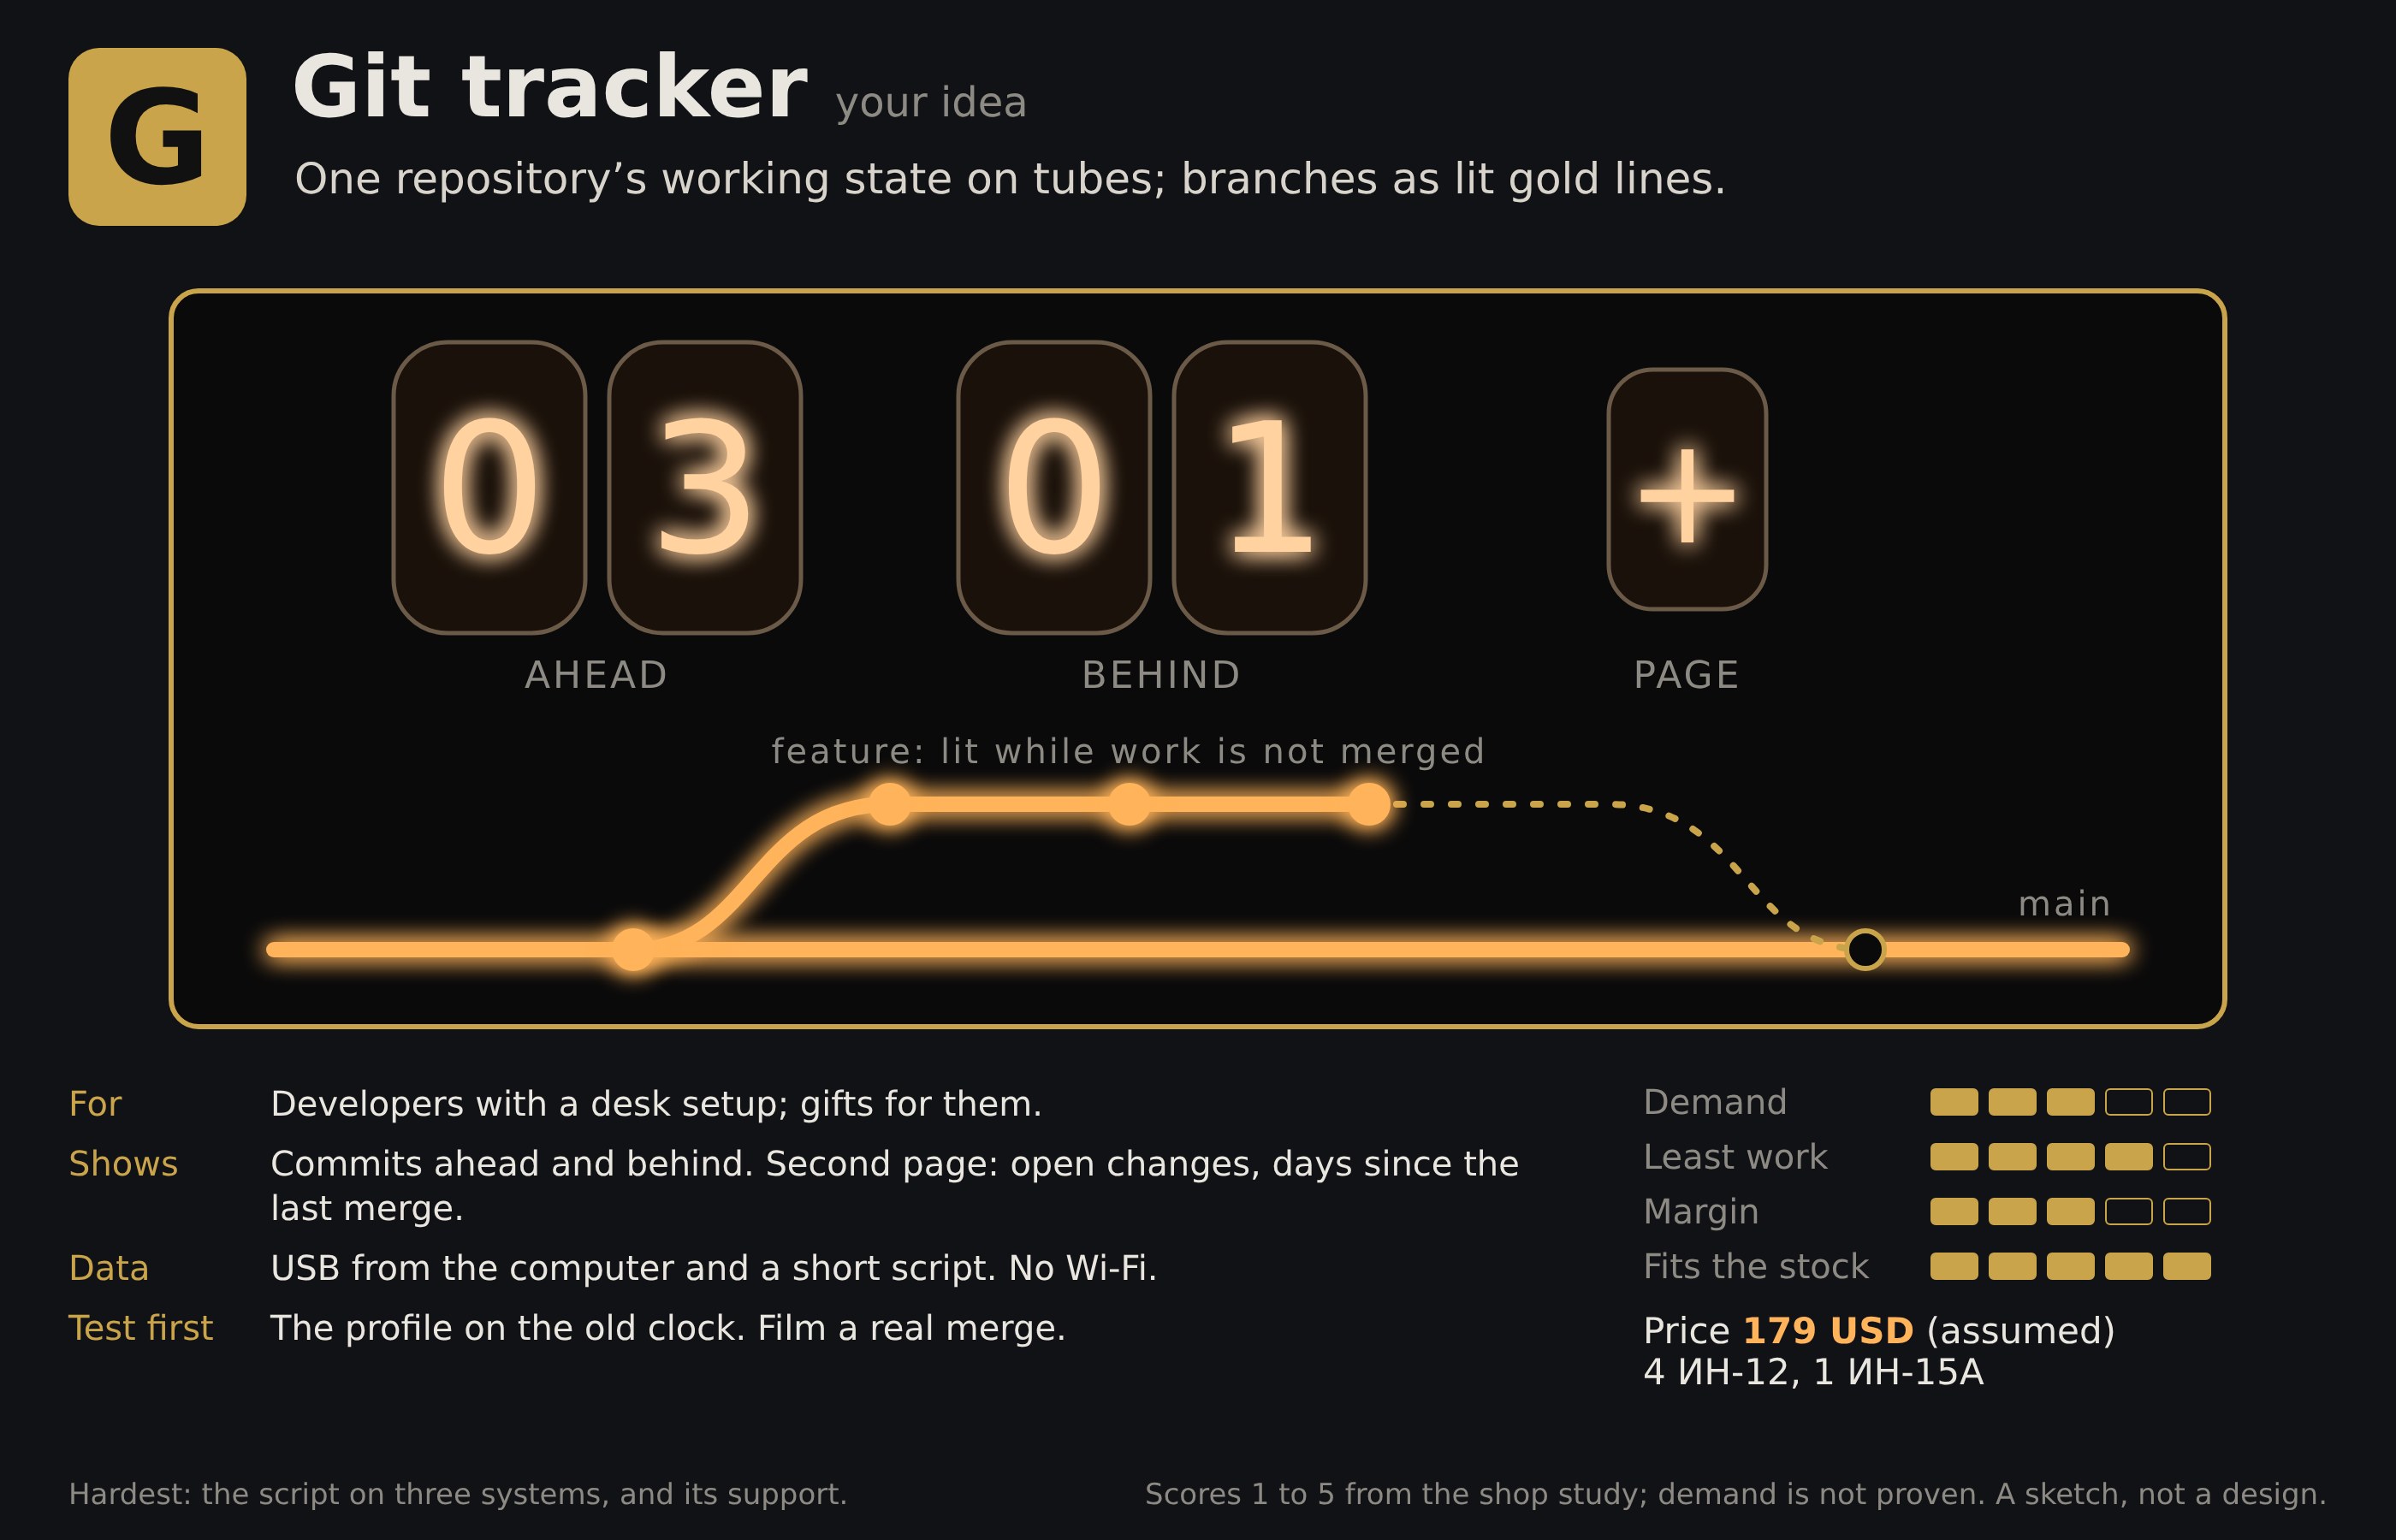 G
Git tracker your idea
One repository’s working state on tubes; branches as lit gold lines.
0 3 0 1 +
AHEAD BEHIND PAGE
feature: lit while work is not merged
main
For Developers with a desk setup; gifts for them.
Shows Commits ahead and behind. Second page: open changes, days since the
last merge.
Data USB from the computer and a short script. No Wi-Fi.
Test first The profile on the old clock. Film a real merge.
Demand
Least work
Margin
Fits the stock
Price 179 USD (assumed)
4 ИН-12, 1 ИН-15А
Hardest: the script on three systems, and its support.
Scores 1 to 5 from the shop study; demand is not proven. A sketch, not a design.